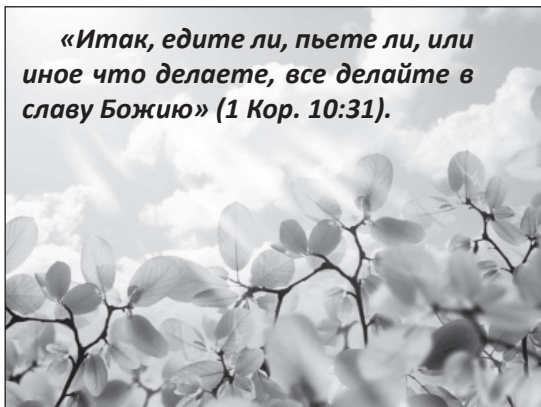 «Итак, едите ли, пьете ли, или
иное что делаете, все делайте в
славу Божию» (1 Кор. 10:31).